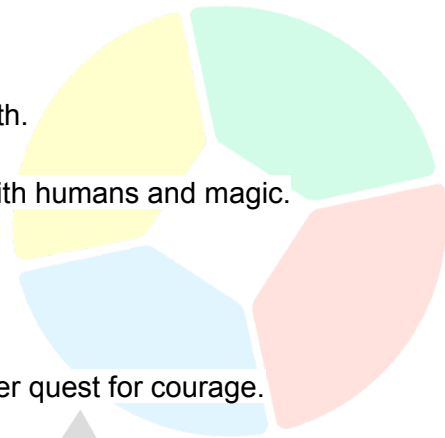 th.
ith humans and magic.
er quest for courage.